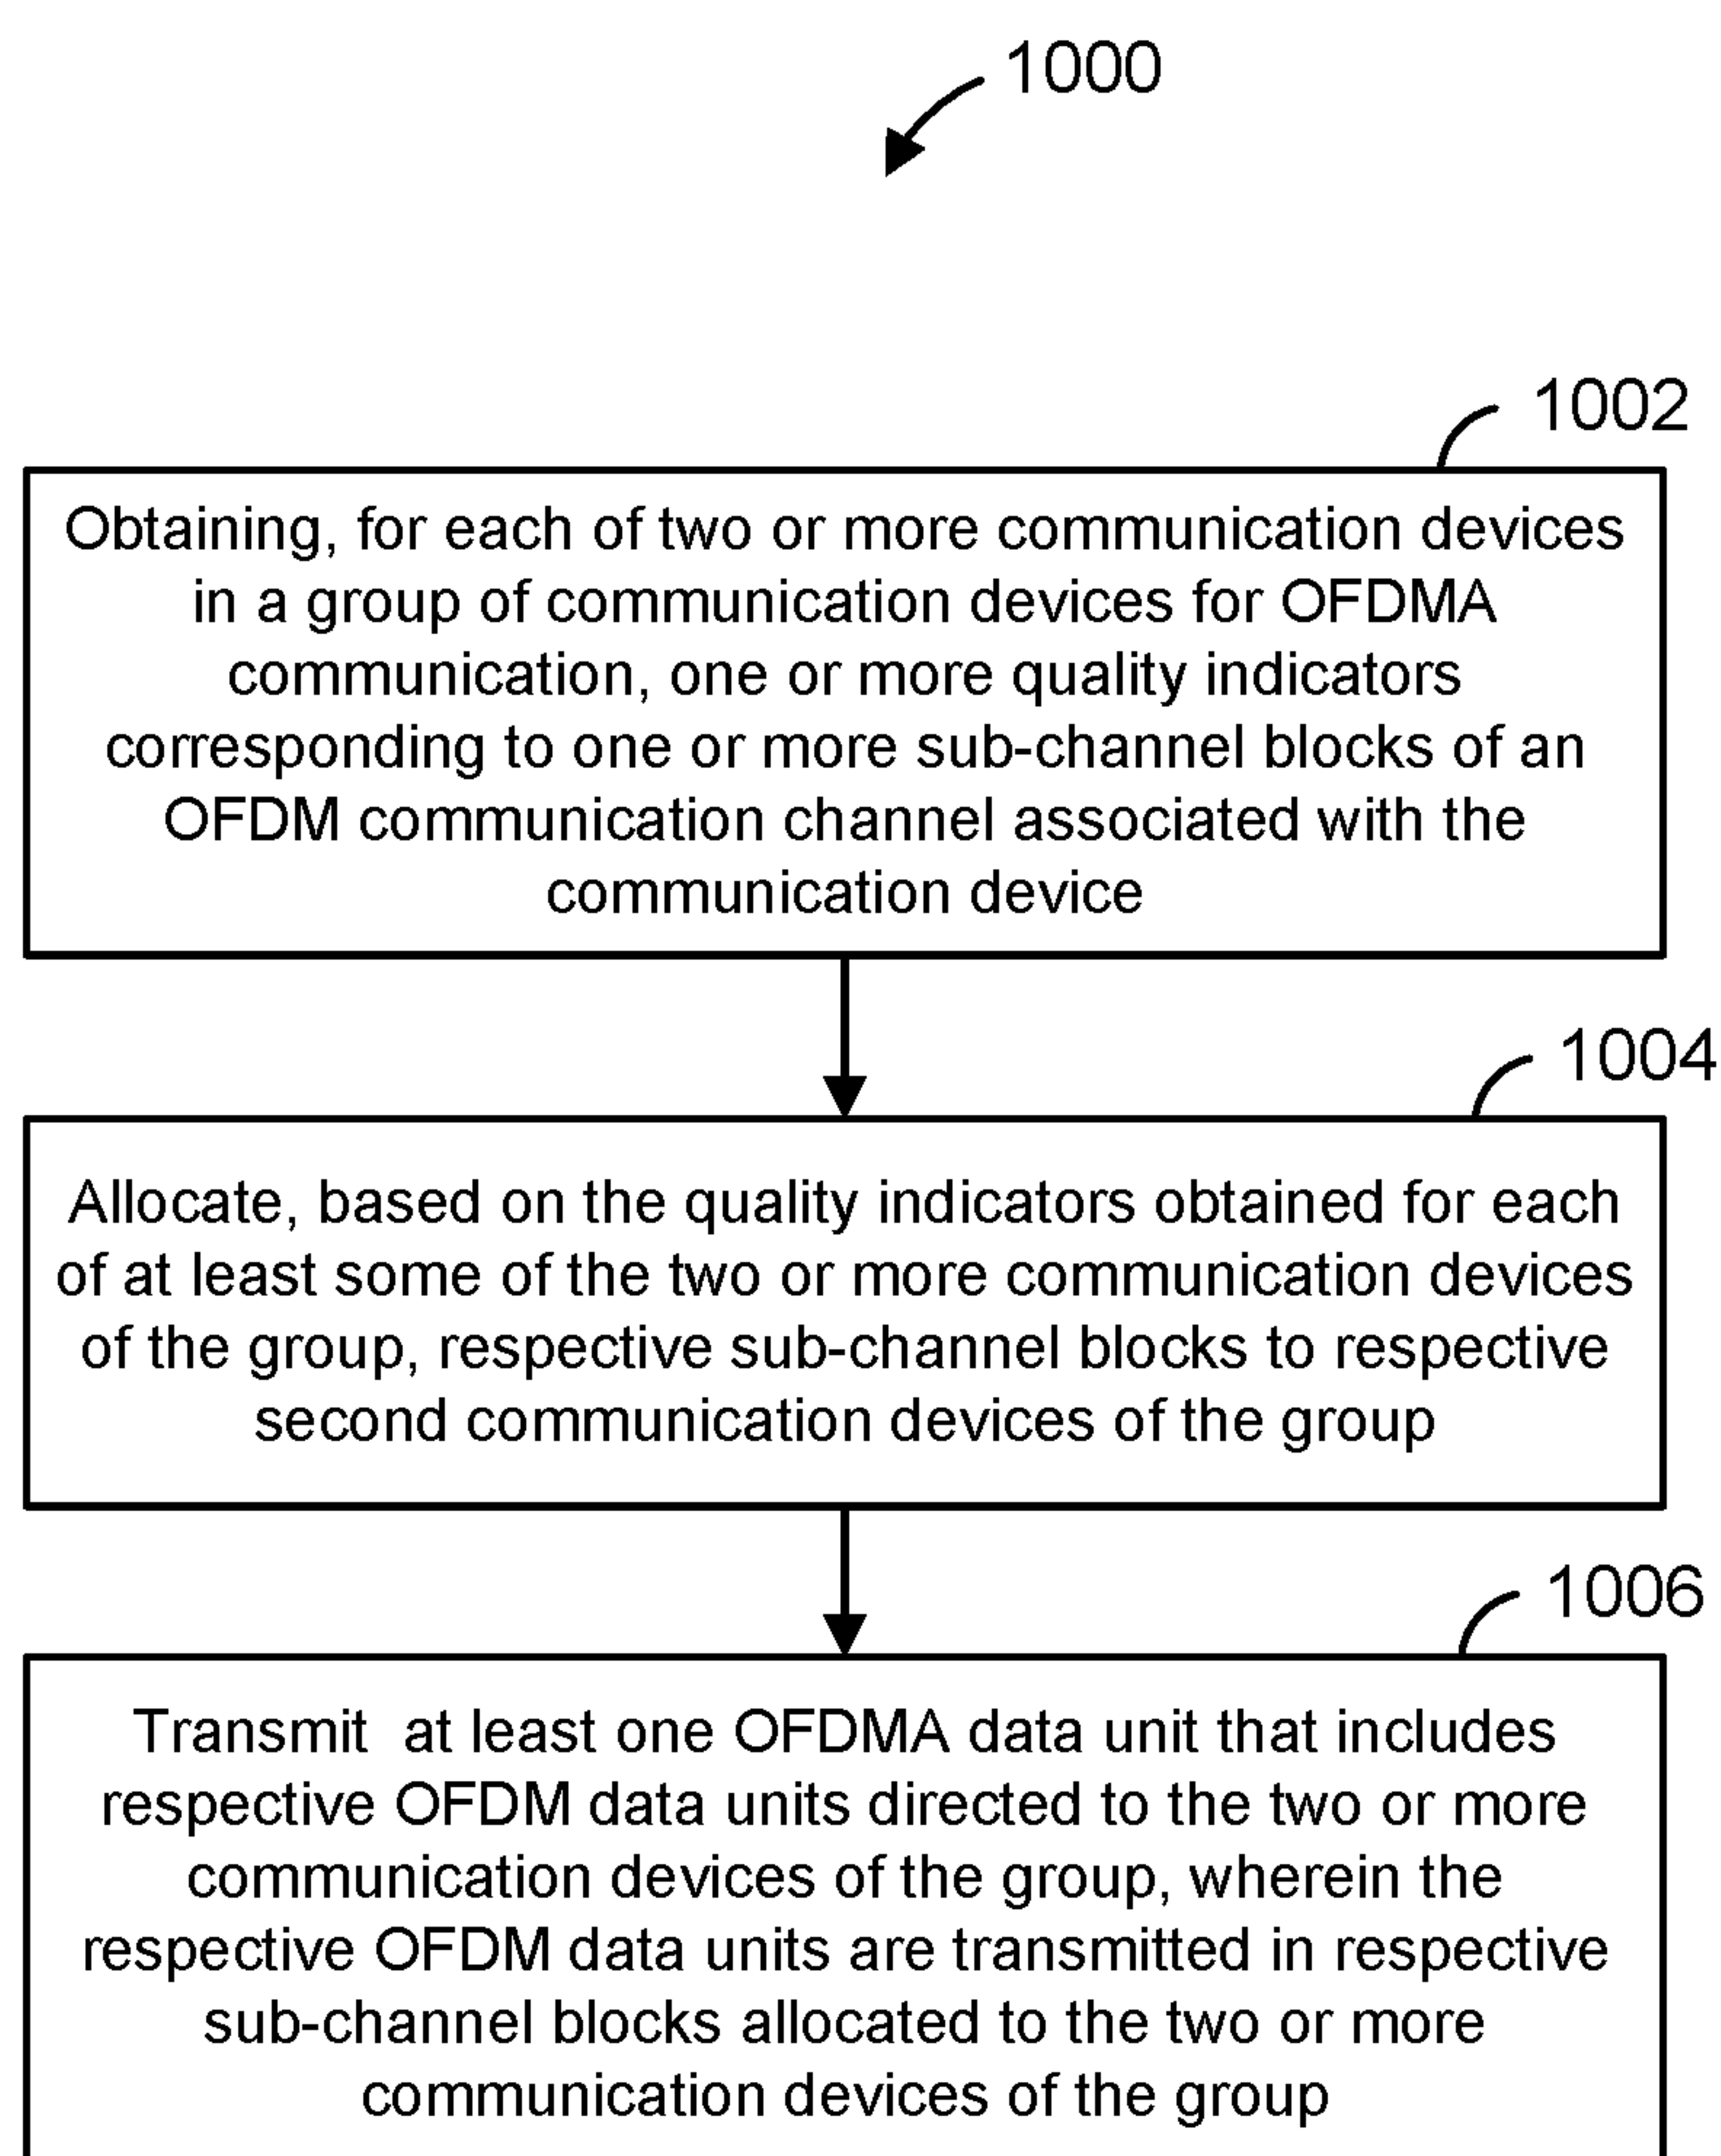 1000
1002
Obtaining, for each of two or more communication devices
in a group of communication devices for OFDMA
communication, one or more quality indicators
corresponding to one or more sub-channel blocks of an
OFDM communication channel associated with the
communication device
1004
Allocate, based on the quality indicators obtained for each
of at least some of the two or more communication devices
of the group, respective sub-channel blocks to respective
second communication devices of the group
1006
Transmit  at least one OFDMA data unit that includes
respective OFDM data units directed to the two or more
communication devices of the group, wherein the
respective OFDM data units are transmitted in respective
sub-channel blocks allocated to the two or more
communication devices of the group